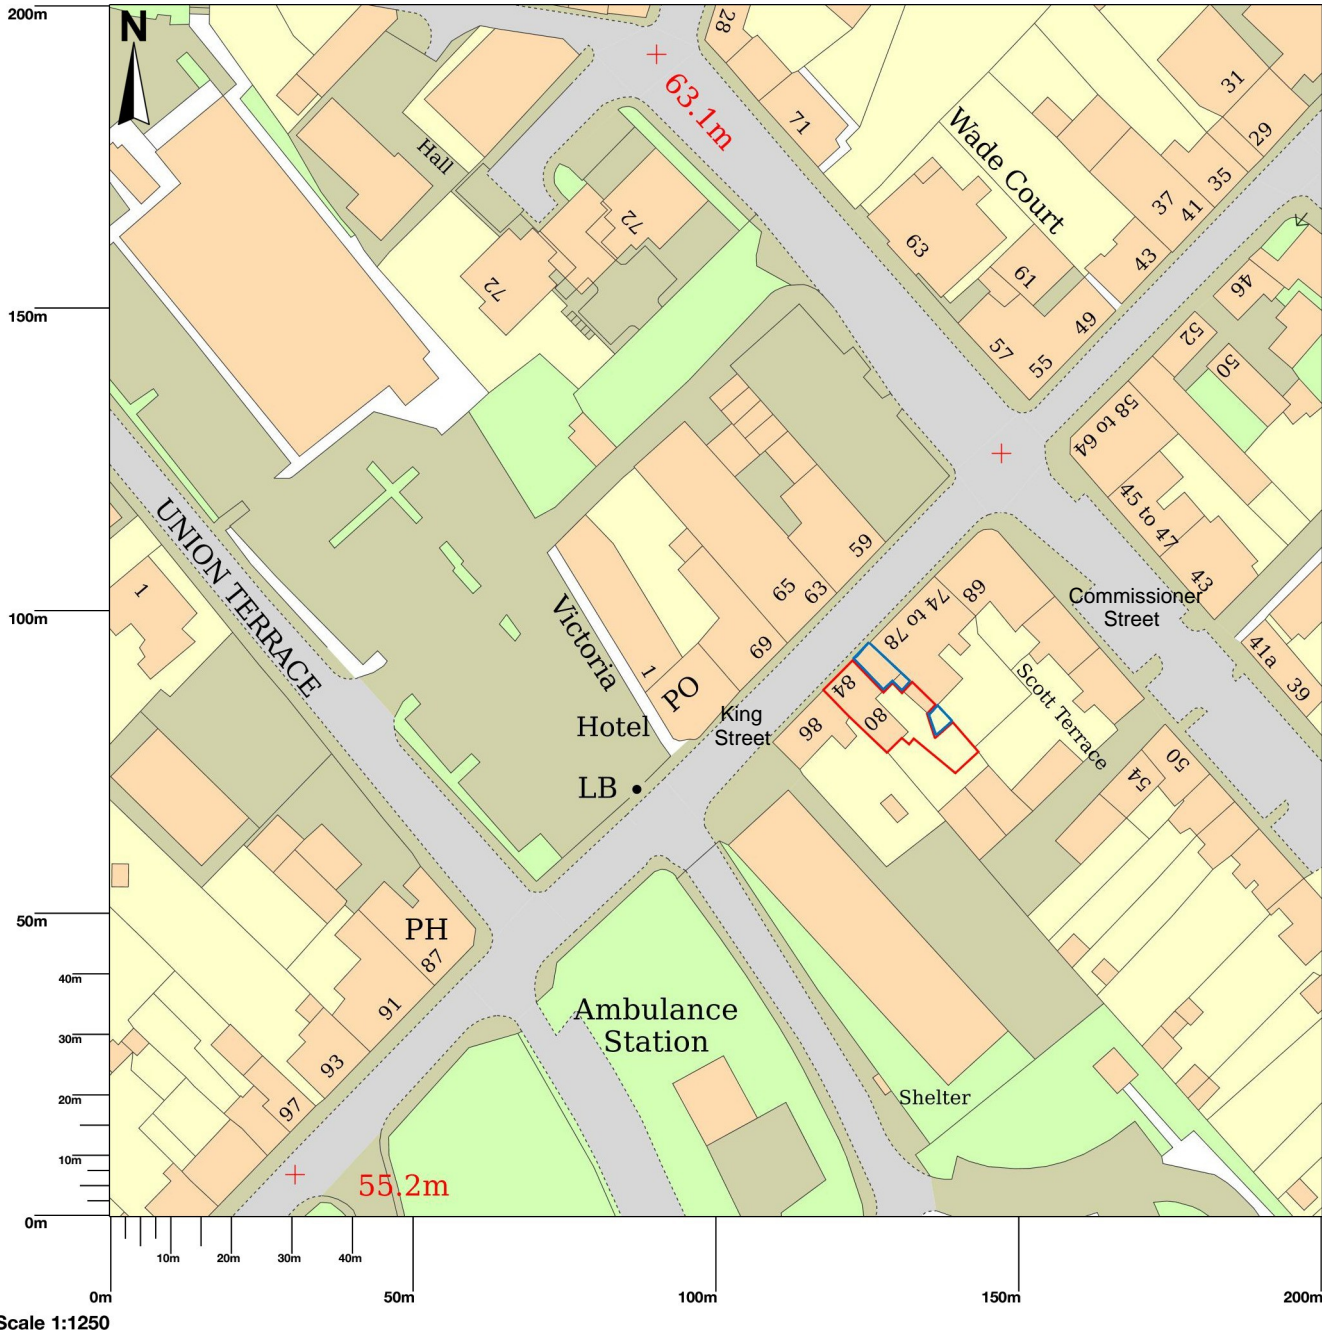 200m
N
28
63.1m
71
31
29
Wade Court
Hall
35
37
41
72
63
43
72
61
46
150m
49
57
55
52
50
58 to 64
45 to 47
UNION TERRACE
59
43
1
65
63
68
Commissioner
Street
100m
Victoria
74 to 78
69
1
PO
41a
39
84
Scott Terrace
Hotel
King
Street
80
86
50
54
LB
50m
PH
87
40m
91
Ambulance
Station
30m
93
20m
97
Shelter
10m
55.2m
0m
10m
20m
30m
40m
0m
50m
100m
150m
200m
Scale 1:1250